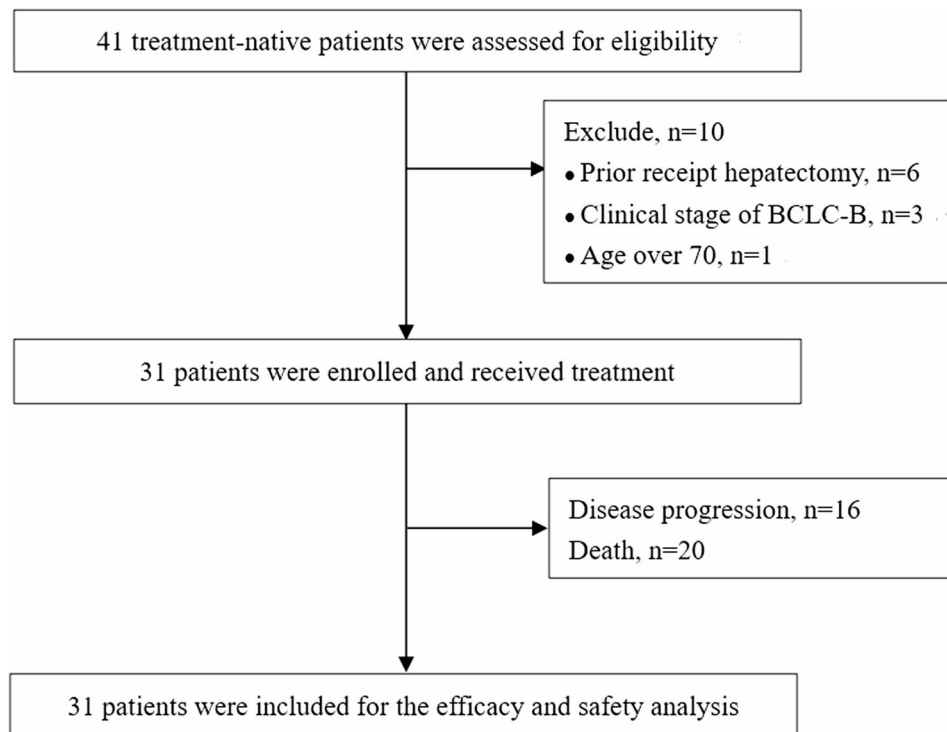 41 treatment-native patients were assessed for eligibility
Exclude, n=10
• Prior receipt hepatectomy, n=6
• Clinical stage of BCLC-B, n=3
• Age over 70, n=1
31 patients were enrolled and received treatment
Disease progression, n=16
Death, n=20
31 patients were included for the efficacy and safety analysis